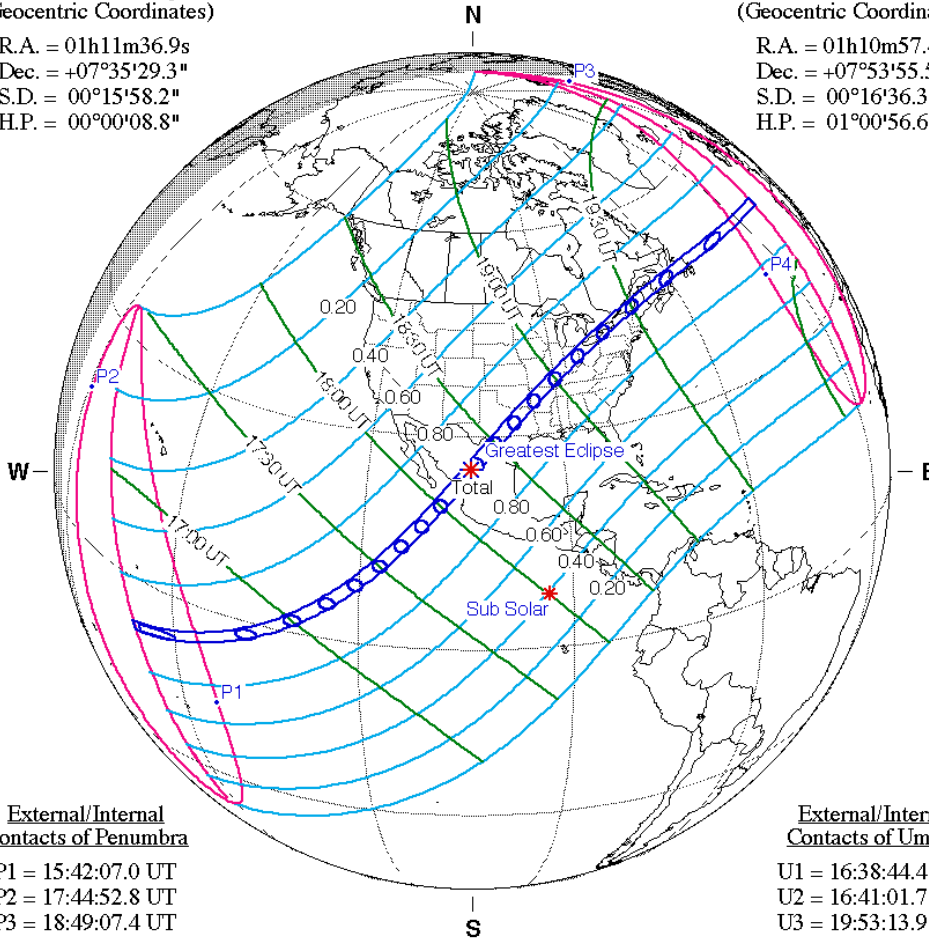 Geocentric Coordinates)
R.A. = 01h11m36.9s
Dec. = +07°35'29.3"
S.D. = 00°15'58.2"
H.P. = 00°00'08.8"
N
(Geocentric Coordina
R.A. = 01h10m57.
Dec. = +07°53'55.5
S.D. = 00°16'36.3
H.P. = 01°00'56.6
P3
P4
19:30 UT
19:00 UT
18:30 UT
18:00 UT
17:30 UT
17:00 UT
0.20
0.40
0.60
0.80
P2
W
E
Greatest Eclipse
Total
0.80
0.60
0.40
0.20
Sub Solar
P1
External/Internal
ontacts of Penumbra
P1 = 15:42:07.0 UT
P2 = 17:44:52.8 UT
P3 = 18:49:07.4 UT
S
External/Intern
Contacts of Um
U1 = 16:38:44.4
U2 = 16:41:01.7
U3 = 19:53:13.9